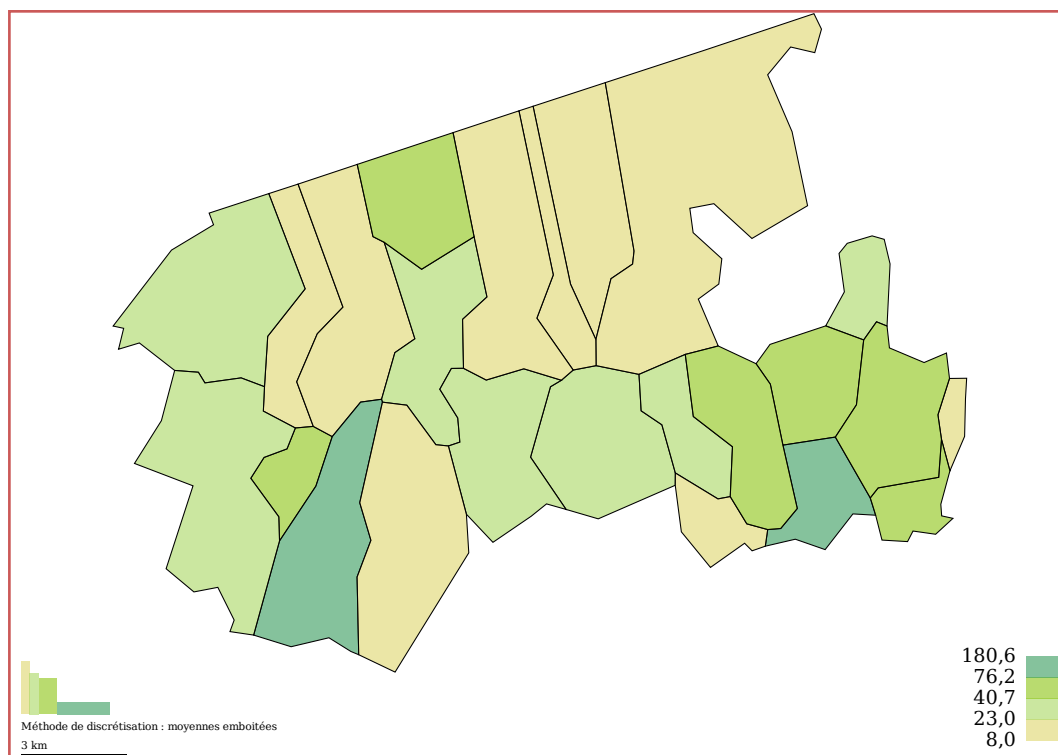 180,6
76,2
40,7
23,0
8,0
Méthode de discrétisation : moyennes emboitées
3 km